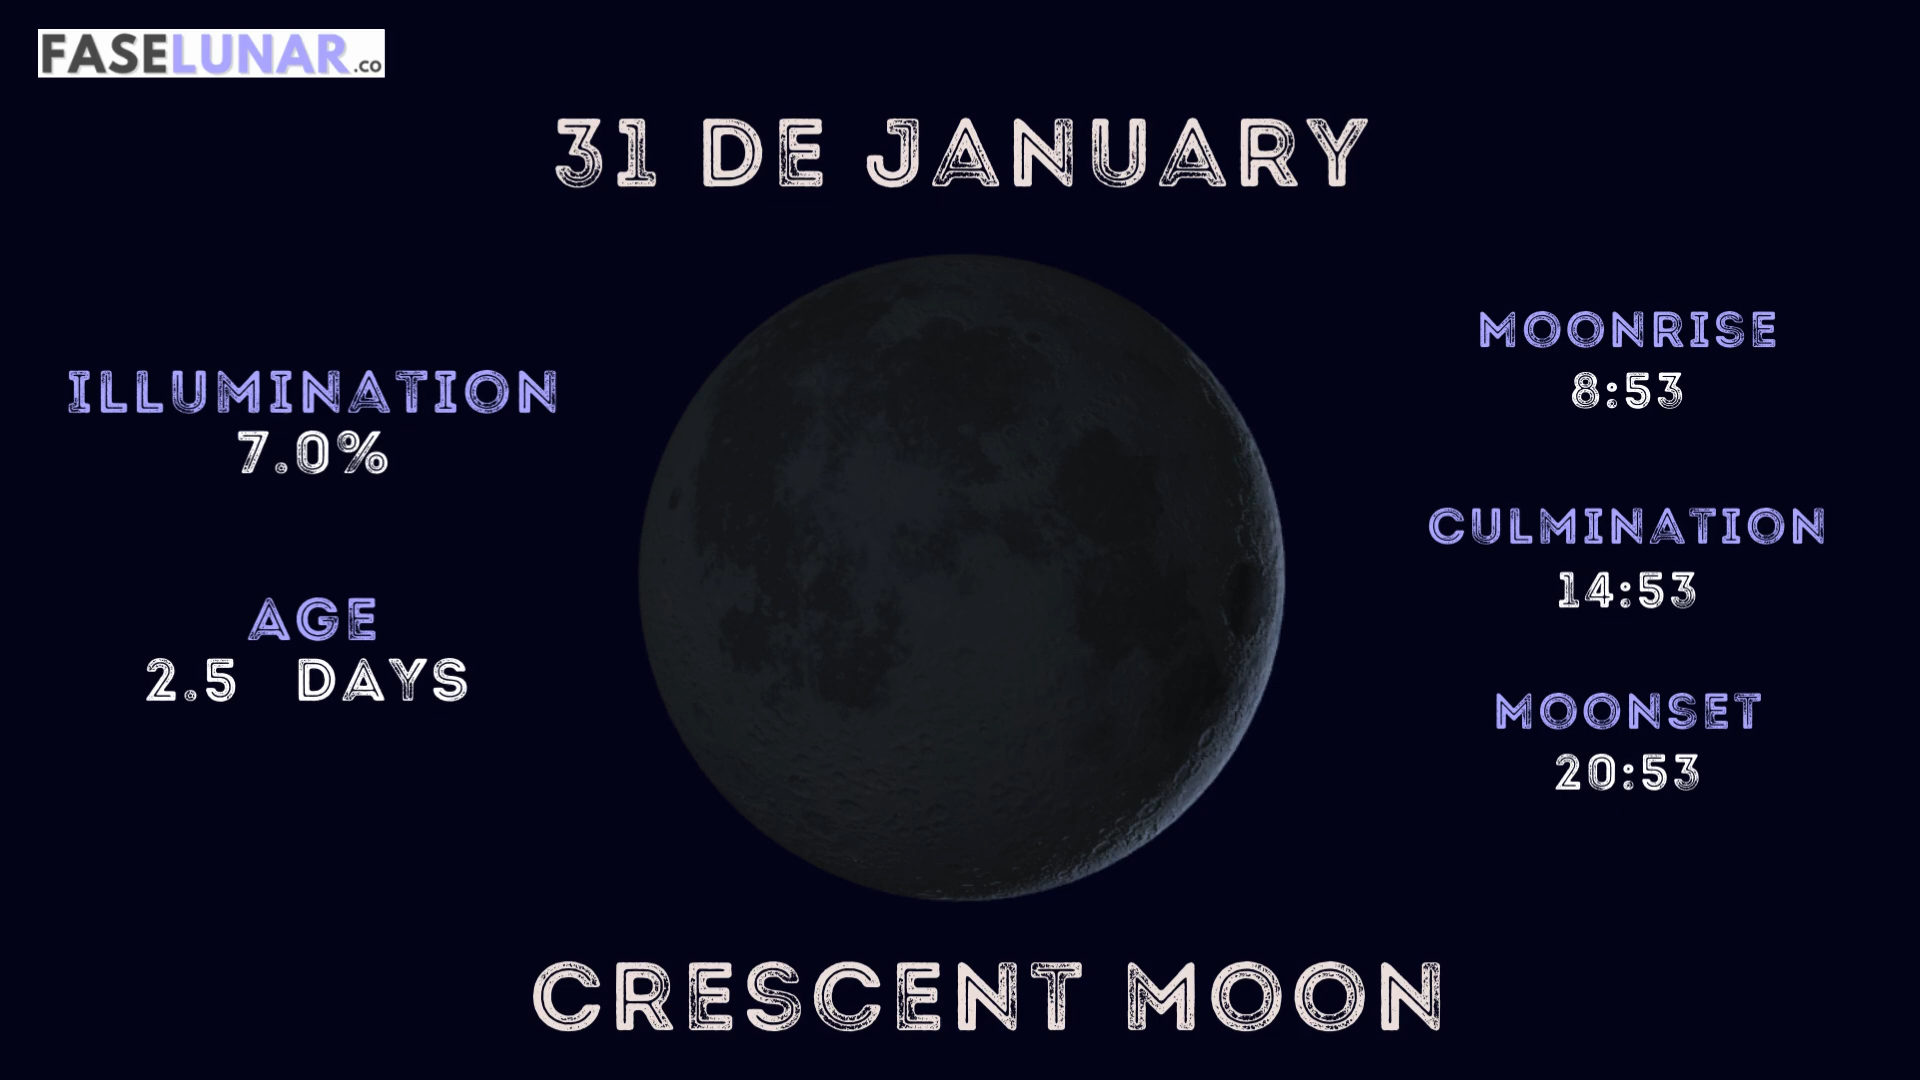 FASELUNAR.co
31 DE JANUARY
ILLUMINATION
7.0%
AGE
2.5 DAYS
MOONRISE
8:53
CULMINATION
14:53
MOONSET
20:53
CRESCENT MOON